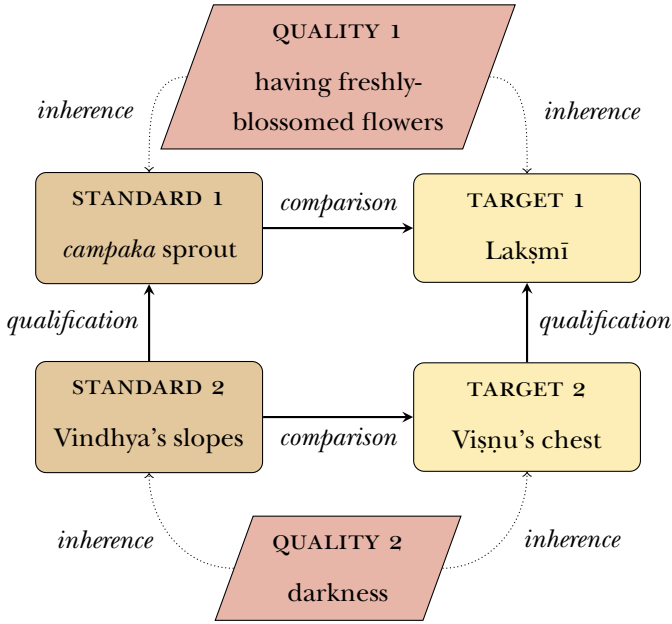 QUALITY 1
having freshly-
blossomed flowers
inherence
inherence
STANDARD 1
campaka sprout
comparison
TARGET 1
Lakṣmī
qualification
qualification
STANDARD 2
Vindhya’s slopes
comparison
TARGET 2
Viṣṇu’s chest
inherence
inherence
QUALITY 2
darkness